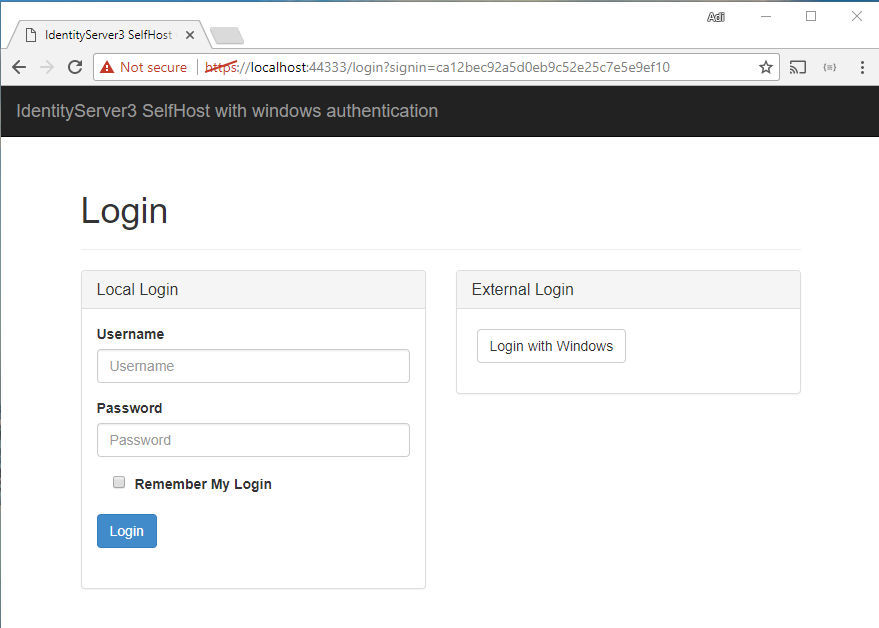 Adi
IdentityServer3 SelfHost
Not secure https://localhost:44333/login?signin=ca12bec92a5d0eb9c52e25c7e5e9ef10
IdentityServer3 SelfHost with windows authentication
Login
Local Login
Username
Username
Password
Password
Remember My Login
Login
External Login
Login with Windows